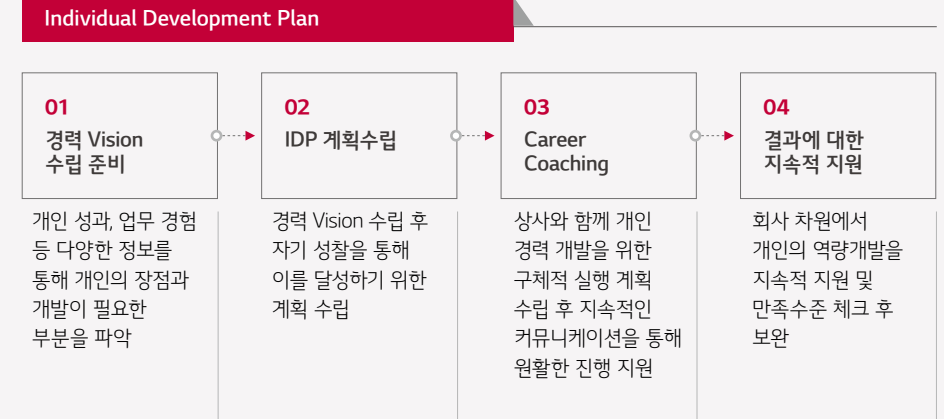 Individual Development Plan
01
경력 Vision
수립 준비
개인 성과, 업무 경험
등 다양한 정보를
통해 개인의 장점과
개발이 필요한
부분을 파악
02
IDP 계획수립
경력 Vision 수립 후
자기 성찰을 통해
이를 달성하기 위한
계획 수립
03
Career
Coaching
상사와 함께 개인
경력 개발을 위한
구체적 실행 계획
수립 후 지속적인
커뮤니케이션을 통해
원활한 진행 지원
04
결과에 대한
지속적 지원
회사 차원에서
개인의 역량개발을
지속적 지원 및
만족수준 체크 후
보완